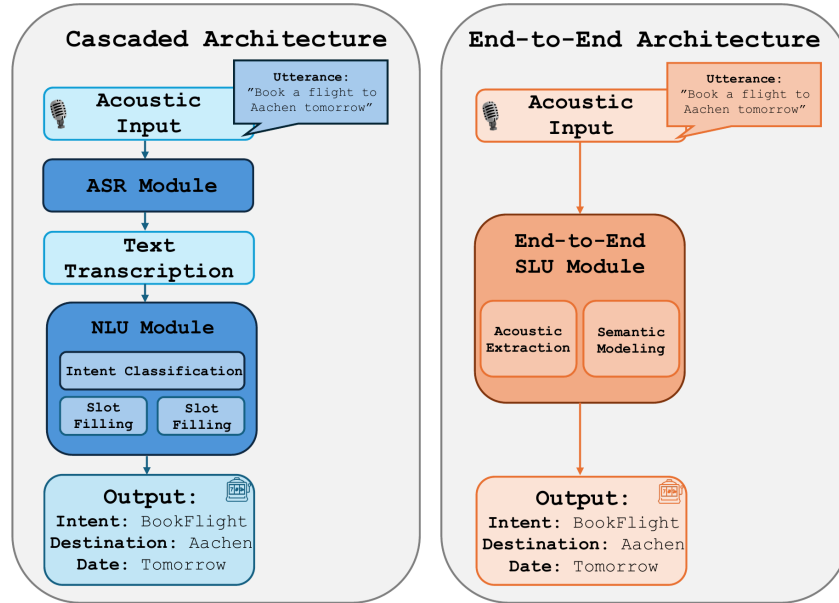 Cascaded Architecture
Utterance:
"Book a flight to
Aachen tomorrow"
Acoustic
Input
ASR Module
Text
Transcription
NLU Module
Intent Classification
Slot
Filling
Slot
Filling
Output:
Intent: BookFlight
Destination: Aachen
Date: Tomorrow
End-to-End Architecture
Utterance:
"Book a flight to
Aachen tomorrow"
Acoustic
Input
End-to-End
SLU Module
Acoustic
Extraction
Semantic
Modeling
Output:
Intent: BookFlight
Destination: Aachen
Date: Tomorrow